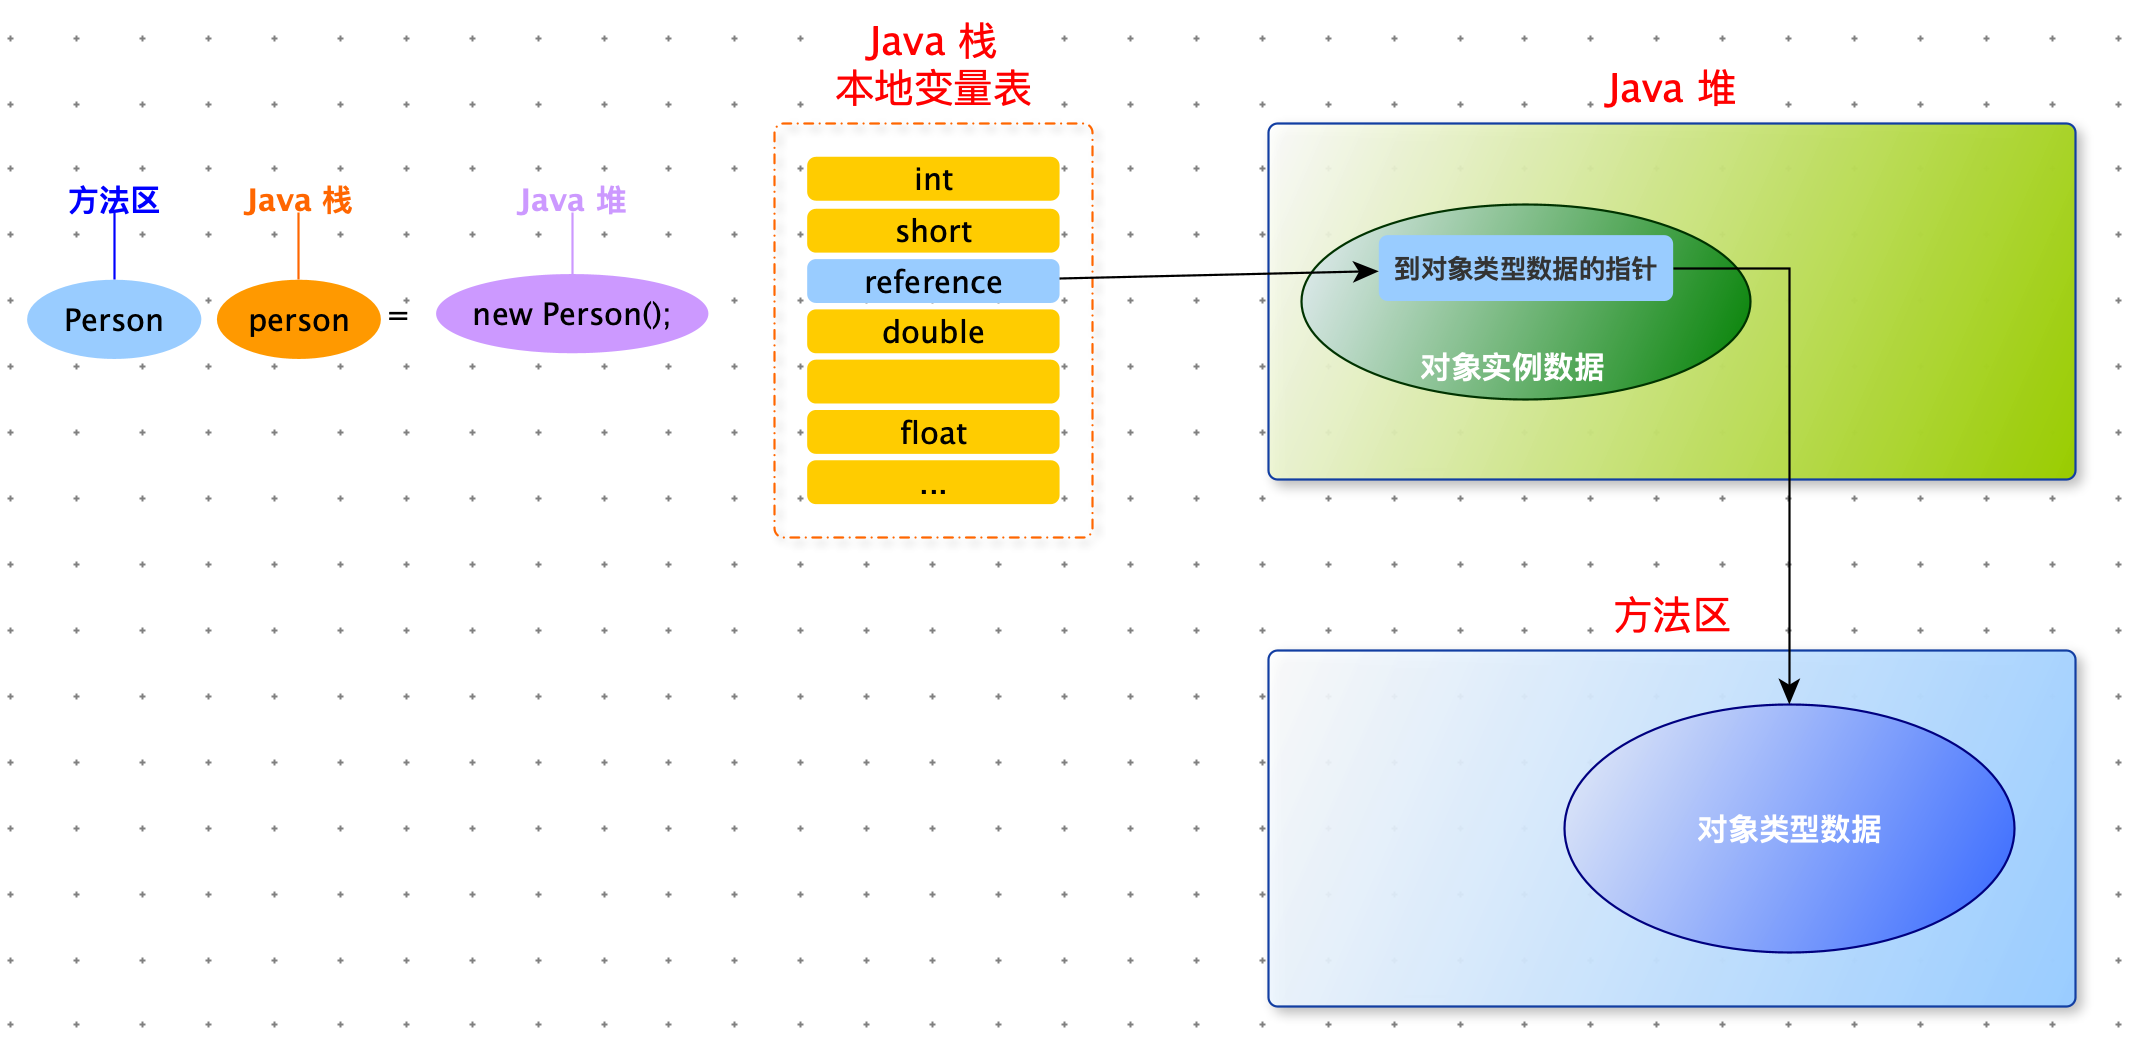 方法区
Java 栈
Java 堆
Person
person
=
new Person();
Java 栈
本地变量表
int
short
reference
double
float
...
Java 堆
到对象类型数据的指针
对象实例数据
方法区
对象类型数据